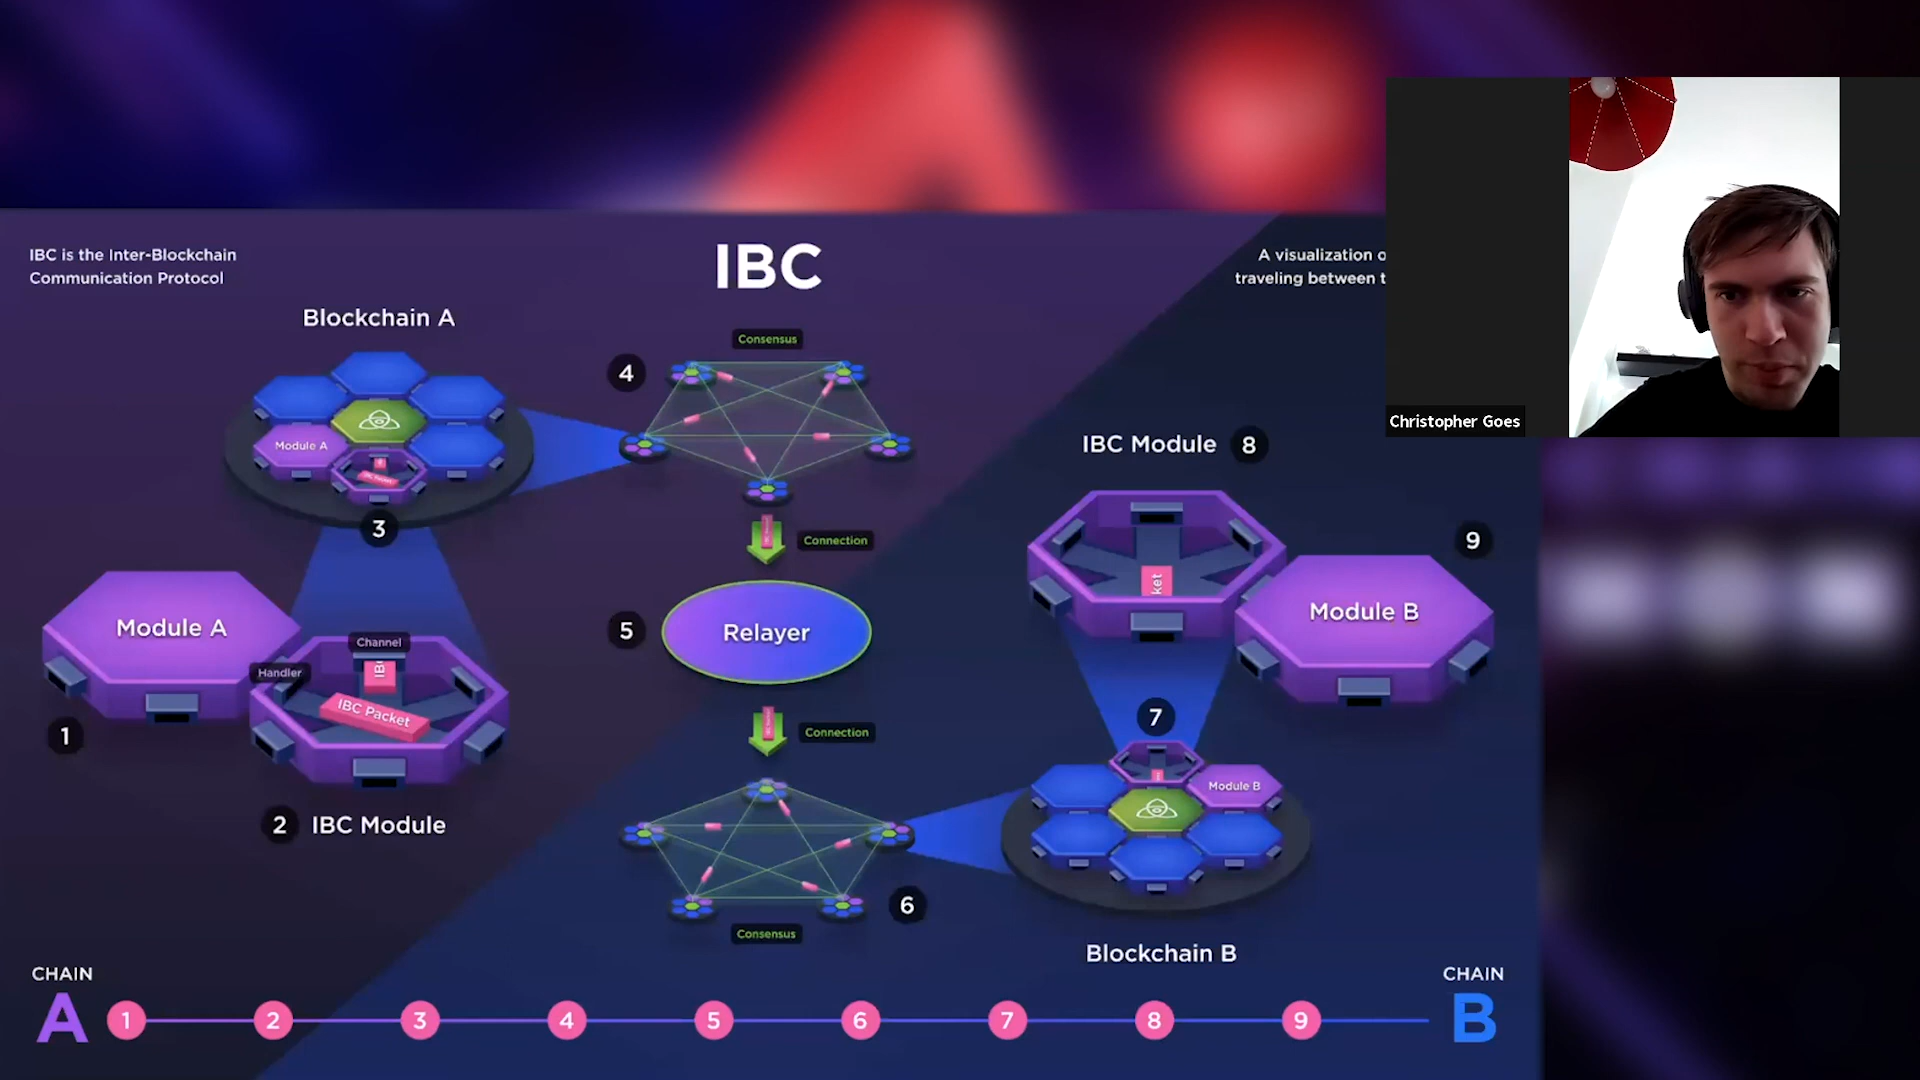 IBC is the Inter-Blockchain
Communication Protocol
IBC
A visualization o
traveling between t
Christopher Goes
Blockchain A
Consensus
4
Module A
3
Connection
IBC Module 8
9
Module A
Channel
Handler
IBC Packet
1
2 IBC Module
5
Relayer
Connection
ket
Module B
7
Module B
6
Consensus
Blockchain B
CHAIN
A
1 2 3 4 5 6 7 8 9
CHAIN
B